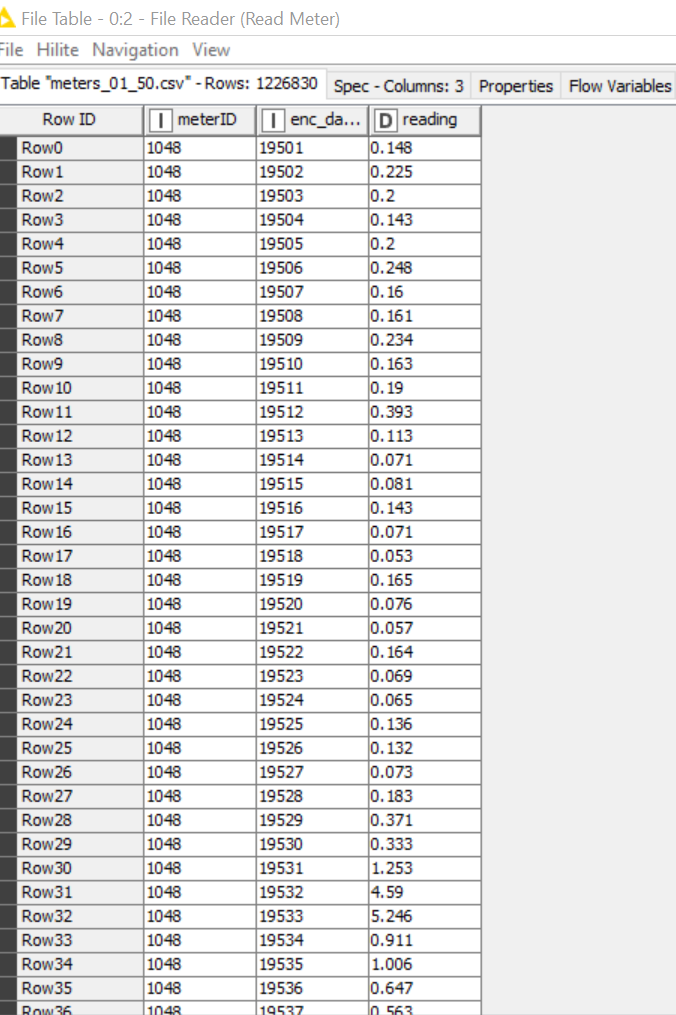 File Table - 0:2 - File Reader (Read Meter)
File Hilite Navigation View
Table "meters_01_50.csv" - Rows: 1226830 Spec - Columns: 3 Properties Flow Variables
Row ID I meterID I enc_da... D reading
Row0 1048 19501 0.148
Row1 1048 19502 0.225
Row2 1048 19503 0.2
Row3 1048 19504 0.143
Row4 1048 19505 0.2
Row5 1048 19506 0.248
Row6 1048 19507 0.16
Row7 1048 19508 0.161
Row8 1048 19509 0.234
Row9 1048 19510 0.163
Row10 1048 19511 0.19
Row11 1048 19512 0.393
Row12 1048 19513 0.113
Row13 1048 19514 0.071
Row14 1048 19515 0.081
Row15 1048 19516 0.143
Row16 1048 19517 0.071
Row17 1048 19518 0.053
Row18 1048 19519 0.165
Row19 1048 19520 0.076
Row20 1048 19521 0.057
Row21 1048 19522 0.164
Row22 1048 19523 0.069
Row23 1048 19524 0.065
Row24 1048 19525 0.136
Row25 1048 19526 0.132
Row26 1048 19527 0.073
Row27 1048 19528 0.183
Row28 1048 19529 0.371
Row29 1048 19530 0.333
Row30 1048 19531 1.253
Row31 1048 19532 4.59
Row32 1048 19533 5.246
Row33 1048 19534 0.911
Row34 1048 19535 1.006
Row35 1048 19536 0.647
Row36 1048 19537 0.563